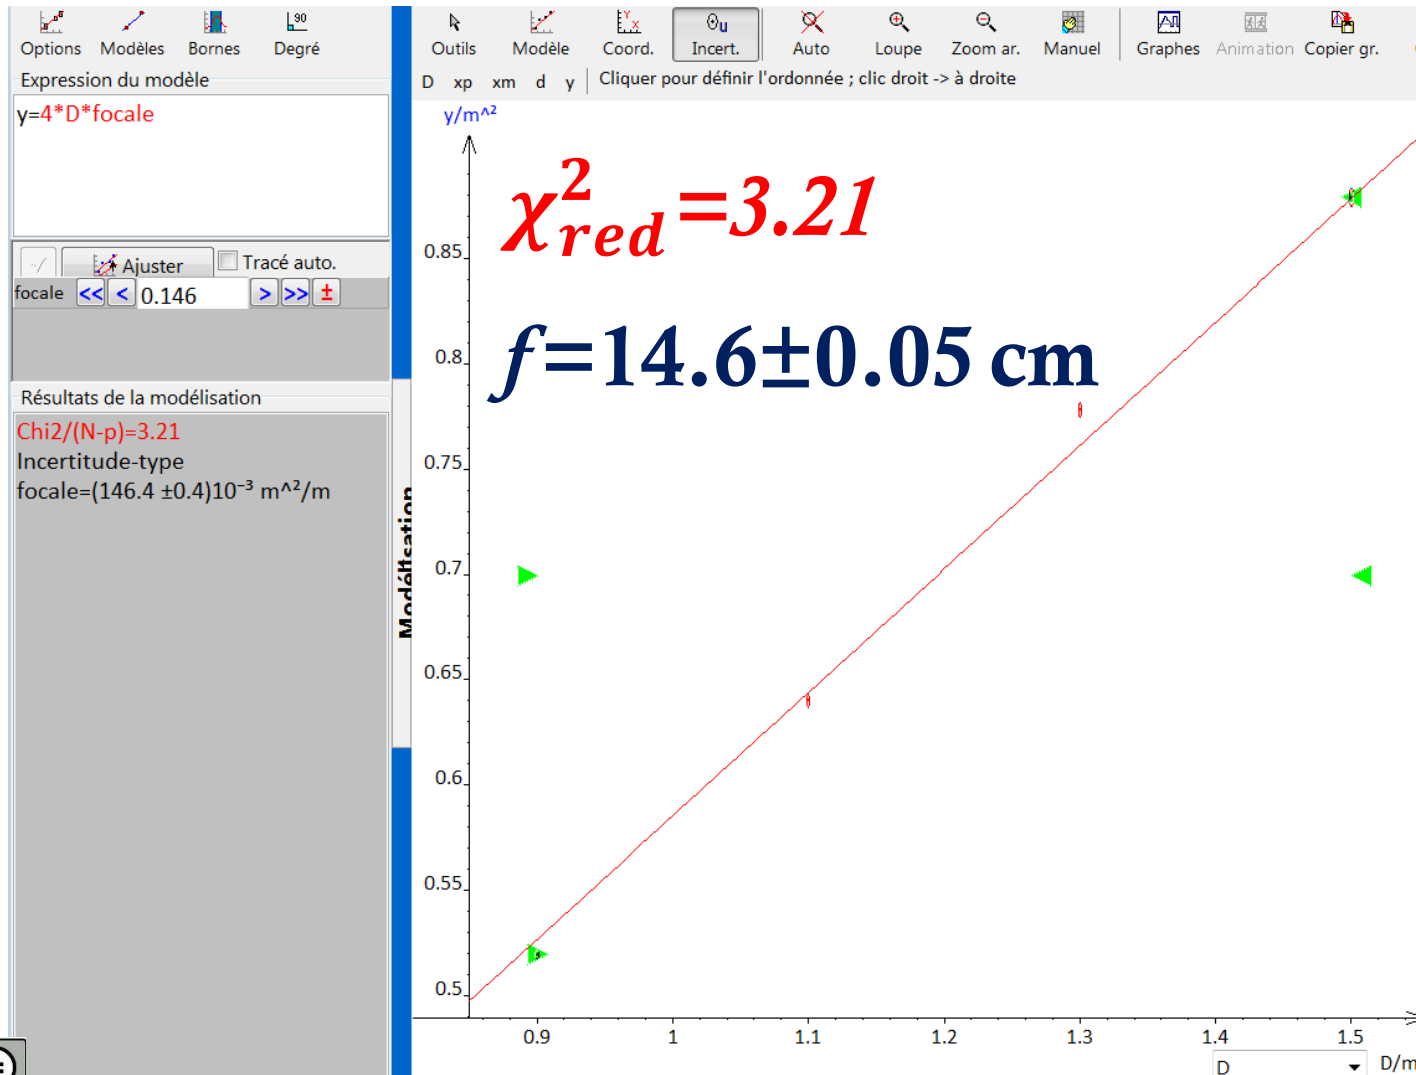 Options Modèles Bornes Degré
Expression du modèle
y=4*D*focale
Ajuster Tracé auto.
focale << < 0.146 > >> ±
Résultats de la modélisation
Chi2/(N-p)=3.21
Incertitude-type
focale=(146.4 ±0.4)10⁻³ m^²/m
Modélisation
Outils Modèle Coord. Incert. Auto Loupe Zoom ar. Manuel Graphes Animation Copier gr.
D xp xm d y Cliquer pour définir l'ordonnée ; clic droit -> à droite
y/m^²
χ²red=3.21
f=14.6±0.05 cm
0.85
0.8
0.75
0.7
0.65
0.6
0.55
0.5
0.9 1 1.1 1.2 1.3 1.4 1.5
D D/m